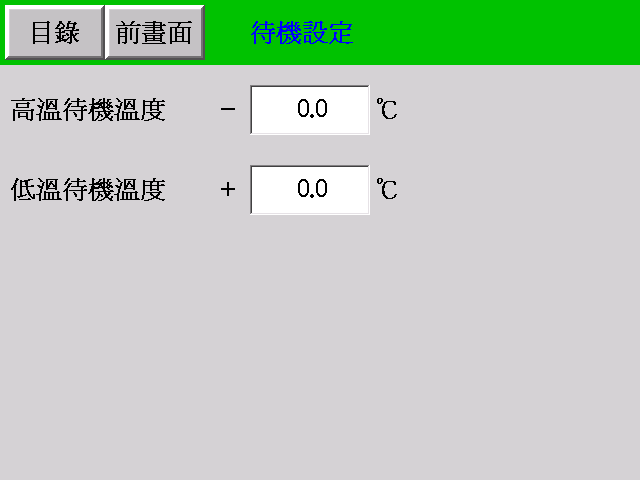 目錄 前畫面 待機設定
高溫待機溫度 － 0.0 ℃
低溫待機溫度 ＋ 0.0 ℃